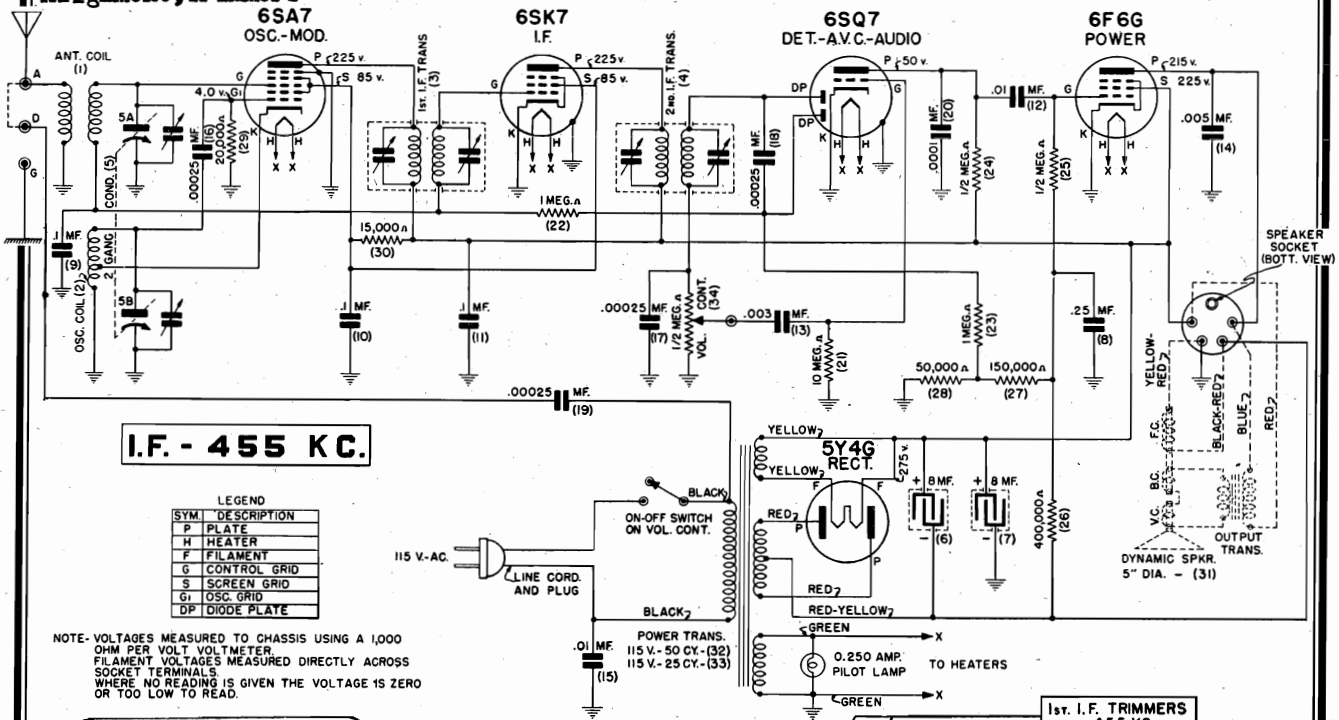 6SA7
OSC.-MOD.
6SK7
I.F.
6SQ7
DET.-A.V.C.-AUDIO
6F6G
POWER
ANT. COIL
(1)
A
D
G
5A
COND. (5)
2 GANG
5B
OSC. COIL (2)
.1 MF.
(9)
.00025 MF.
(16)
20,000Ω
(29)
4.0 v.
G1
G
P 225 v.
S 85 v.
K
H H
X X
1ST. I.F. TRANS
(3)
G
P 225 v.
S 85 v.
K
H H
X X
2ND. I.F. TRANS.
(4)
.00025 MF.
(18)
DP
DP
P 50 v.
G
K
H H
X X
.0001 MF.
(20)
1/2 MEG.Ω
(24)
.01 MF.
(12)
1/2 MEG.Ω
(25)
G
P 215 v.
S 225 v.
K
H H
X X
.005 MF.
(14)
1 MEG.Ω
(22)
15,000Ω
(30)
.1 MF.
(10)
.1 MF.
(11)
.00025 MF.
(17)
1/2 MEG.Ω
VOL. CONT.
(34)
.003 MF.
(13)
10 MEG.Ω
(21)
1 MEG.Ω
(23)
50,000Ω
(28)
150,000Ω
(27)
.25 MF.
(8)
SPEAKER
SOCKET
(BOTT. VIEW)
YELLOW-RED
BLACK-RED
BLUE
RED
F.C.
B.C.
V.C.
OUTPUT
TRANS.
DYNAMIC SPKR.
5" DIA. - (31)
.00025 MF.
(19)
I.F. - 455 KC.
LEGEND
SYM. DESCRIPTION
P PLATE
H HEATER
F FILAMENT
G CONTROL GRID
S SCREEN GRID
G1 OSC. GRID
DP DIODE PLATE
NOTE- VOLTAGES MEASURED TO CHASSIS USING A 1,000
OHM PER VOLT VOLTMETER.
FILAMENT VOLTAGES MEASURED DIRECTLY ACROSS
SOCKET TERMINALS.
WHERE NO READING IS GIVEN THE VOLTAGE IS ZERO
OR TOO LOW TO READ.
115 V.-AC.
LINE CORD.
AND PLUG
ON-OFF SWITCH
ON VOL. CONT.
BLACK
BLACK
.01 MF.
(15)
POWER TRANS.
115 V.- 50 CY.-(32)
115 V.- 25 CY.-(33)
YELLOW
YELLOW
5Y4G
RECT.
F F
275 v.
RED
P
P
RED
RED-YELLOW
+ 8 MF.
-
(6)
+ 8 MF.
-
(7)
400,000Ω
(26)
GREEN
0.250 AMP.
PILOT LAMP
GREEN
X
TO HEATERS
X
1ST. I.F. TRIMMERS